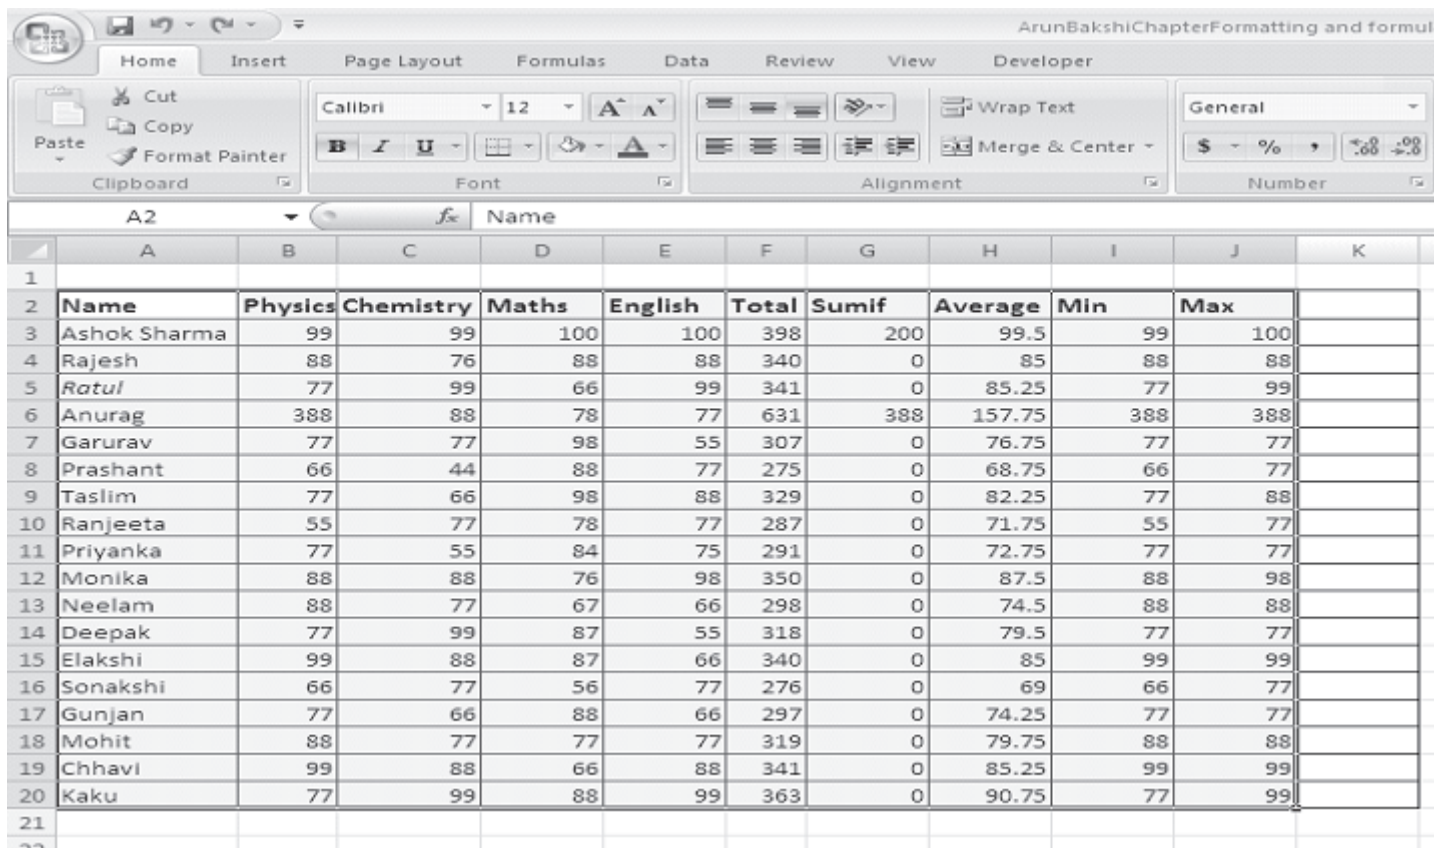 ArunBakshiChapterFormatting and formul
Home Insert Page Layout Formulas Data Review View Developer
Paste
Cut
Copy
Format Painter
Clipboard
Calibri 12
B I U A
Font
Wrap Text
Merge & Center
Alignment
General
$ % ,
Number
A2 fx Name
A B C D E F G H I J K
1
2 Name Physics Chemistry Maths English Total Sumif Average Min Max
3 Ashok Sharma 99 99 100 100 398 200 99.5 99 100
4 Rajesh 88 76 88 88 340 0 85 88 88
5 Ratul 77 99 66 99 341 0 85.25 77 99
6 Anurag 388 88 78 77 631 388 157.75 388 388
7 Garurav 77 77 98 55 307 0 76.75 77 77
8 Prashant 66 44 88 77 275 0 68.75 66 77
9 Taslim 77 66 98 88 329 0 82.25 77 88
10 Ranjeeta 55 77 78 77 287 0 71.75 55 77
11 Priyanka 77 55 84 75 291 0 72.75 77 77
12 Monika 88 88 76 98 350 0 87.5 88 98
13 Neelam 88 77 67 66 298 0 74.5 88 88
14 Deepak 77 99 87 55 318 0 79.5 77 77
15 Elakshi 99 88 87 66 340 0 85 99 99
16 Sonakshi 66 77 56 77 276 0 69 66 77
17 Gunjan 77 66 88 66 297 0 74.25 77 77
18 Mohit 88 77 77 77 319 0 79.75 88 88
19 Chhavi 99 88 66 88 341 0 85.25 99 99
20 Kaku 77 99 88 99 363 0 90.75 77 99
21